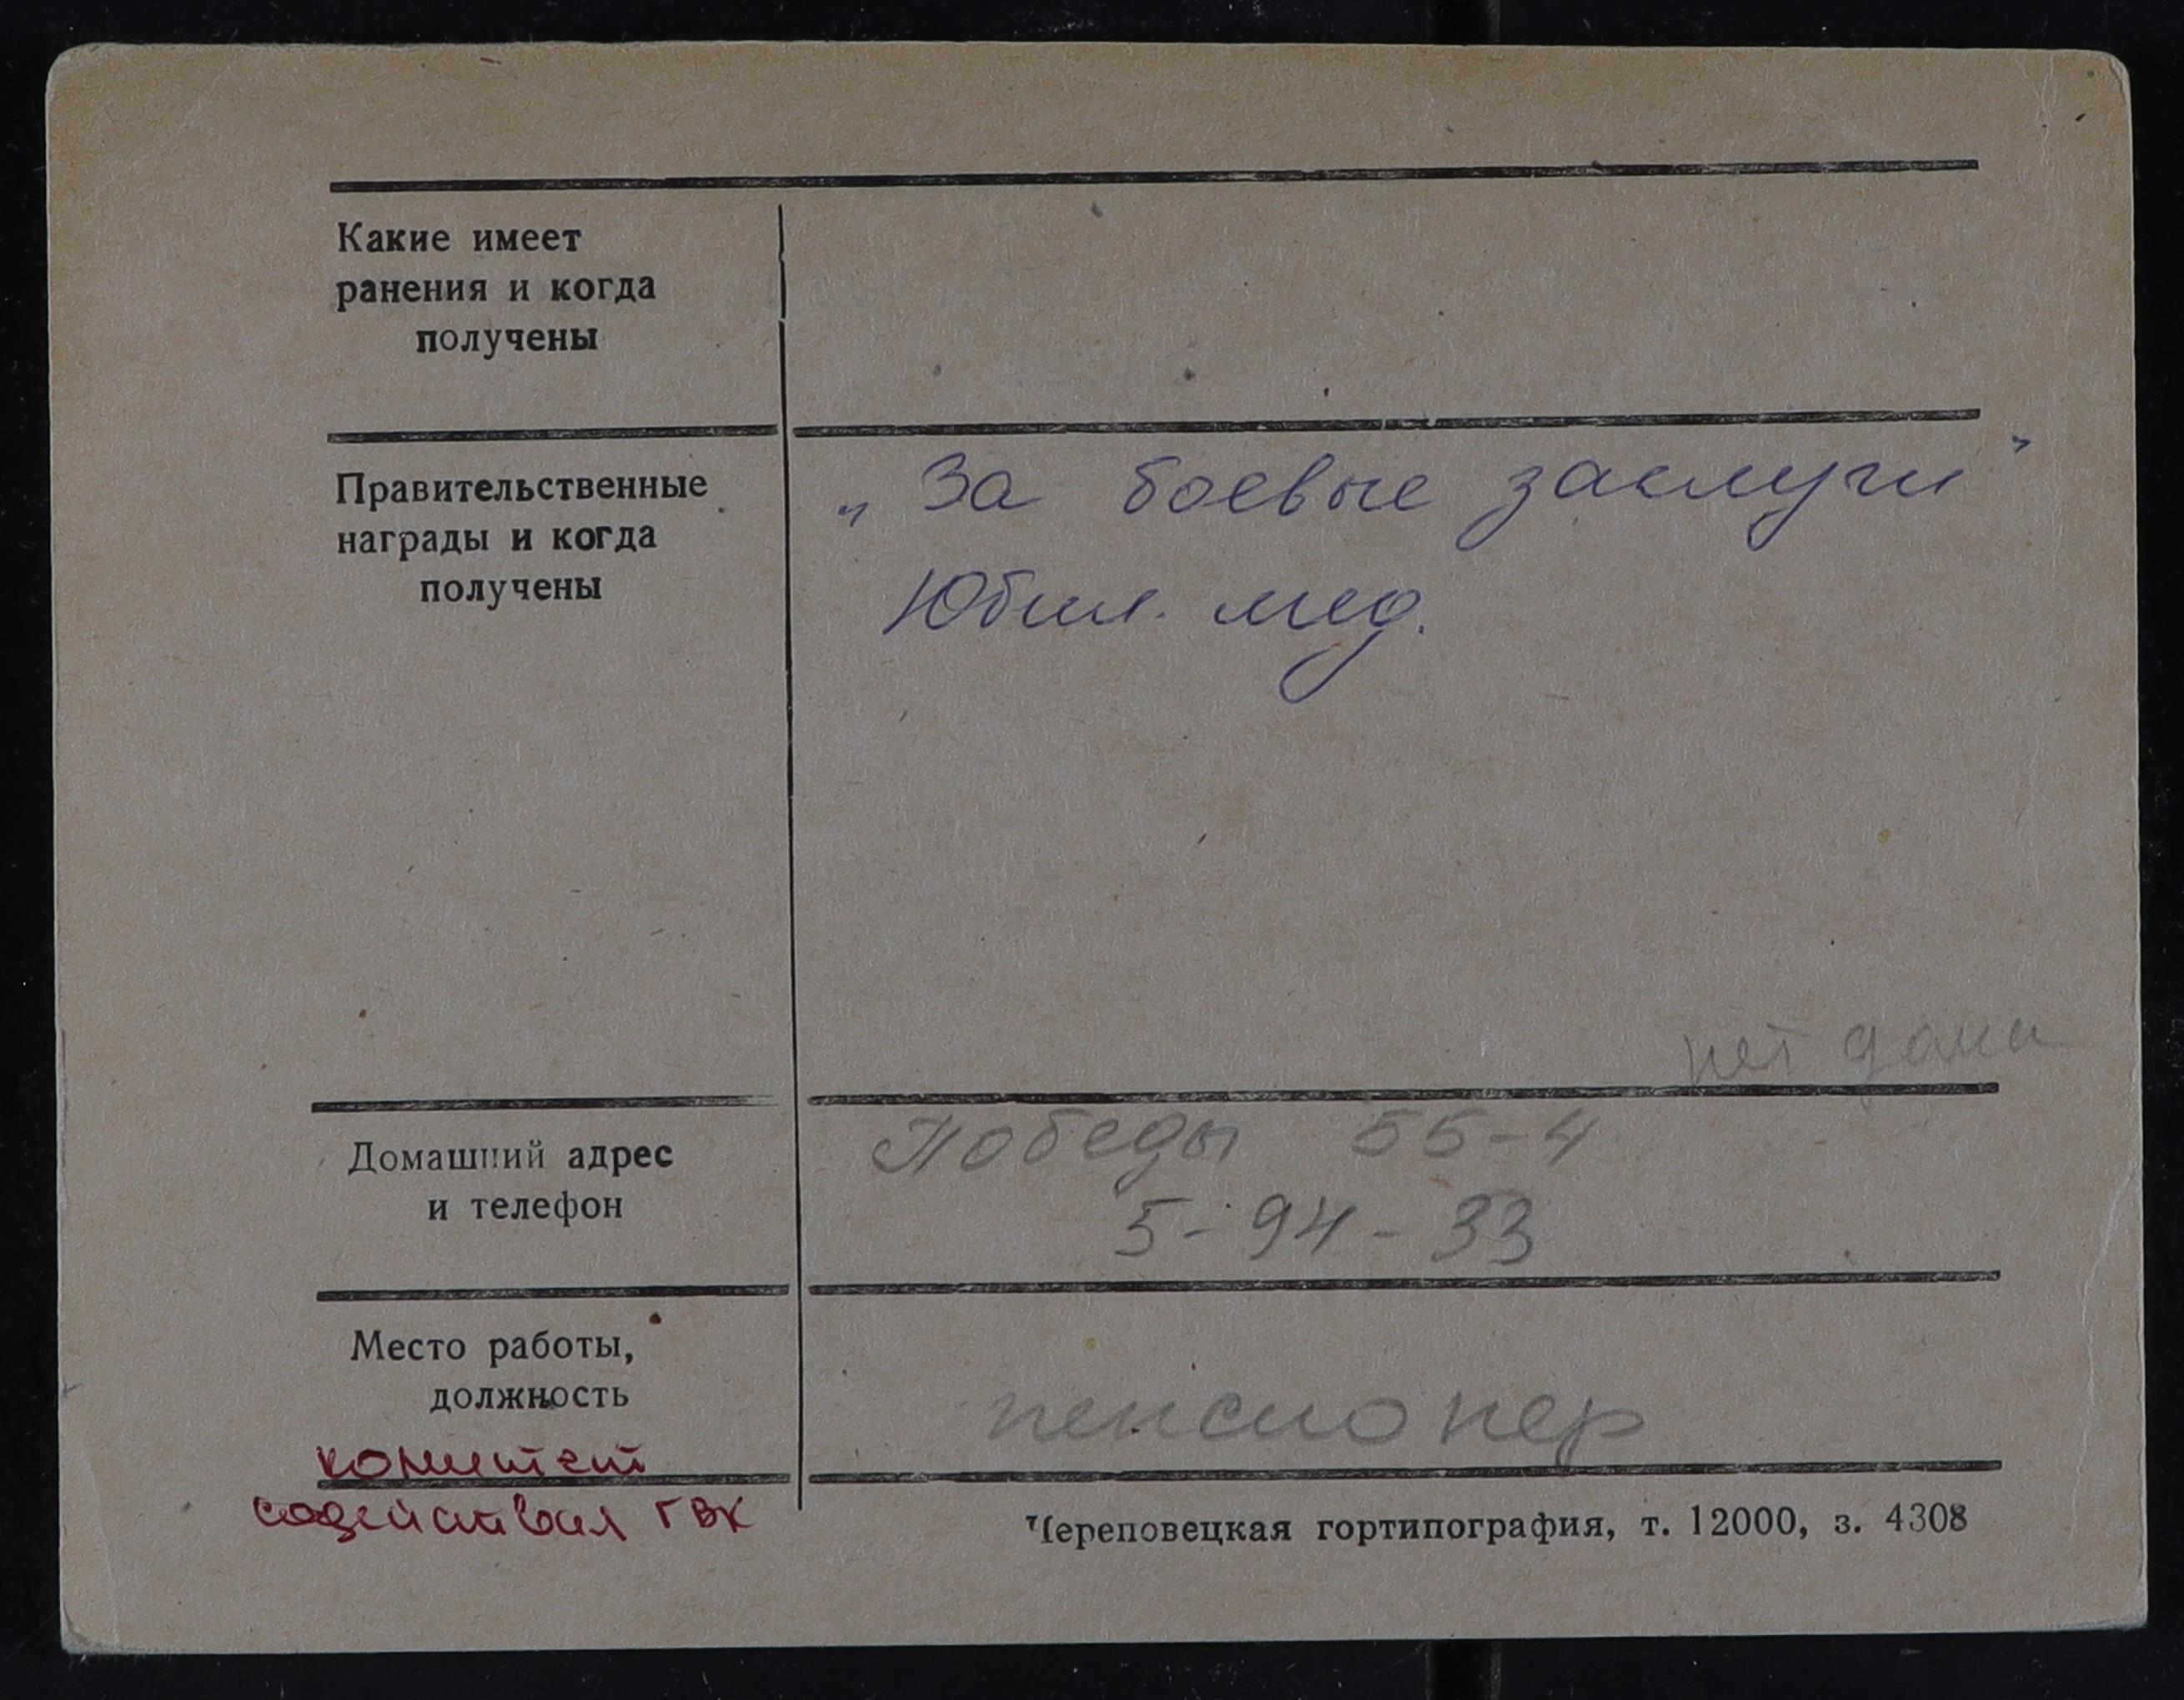 Какие имеет
ранения и когда
получены
Правительственные
награды и когда
получены
„За боевые заслуги"
Юбил. мед.
нет дома
Домашний адрес
и телефон
Победы 55-4
5-94-33
Место работы,
должность
пенсионер
комитет
содействия ГВК
Череповецкая гортипография, т. 12000, з. 4308